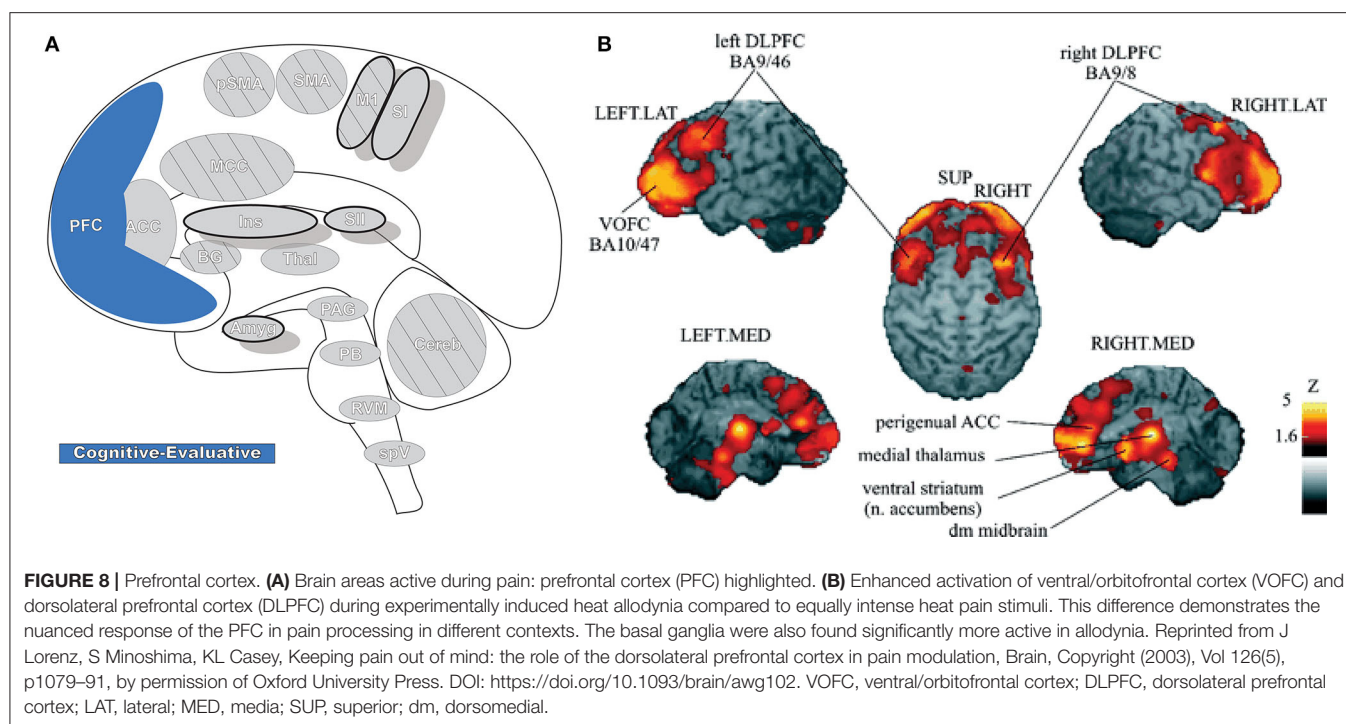 A
pSMA
SMA
M1
SI
MCC
PFC
ACC
Ins
SII
BG
Thal
Amyg
PAG
PB
Cereb
RVM
spV
Cognitive-Evaluative
B
left DLPFC
BA9/46
right DLPFC
BA9/8
LEFT.LAT
RIGHT.LAT
SUP
RIGHT
VOFC
BA10/47
LEFT.MED
RIGHT.MED
Z
5
1.6
perigenual ACC
medial thalamus
ventral striatum
(n. accumbens)
dm midbrain
FIGURE 8 | Prefrontal cortex. (A) Brain areas active during pain: prefrontal cortex (PFC) highlighted. (B) Enhanced activation of ventral/orbitofrontal cortex (VOFC) and
dorsolateral prefrontal cortex (DLPFC) during experimentally induced heat allodynia compared to equally intense heat pain stimuli. This difference demonstrates the
nuanced response of the PFC in pain processing in different contexts. The basal ganglia were also found significantly more active in allodynia. Reprinted from J
Lorenz, S Minoshima, KL Casey, Keeping pain out of mind: the role of the dorsolateral prefrontal cortex in pain modulation, Brain, Copyright (2003), Vol 126(5),
p1079–91, by permission of Oxford University Press. DOI: https://doi.org/10.1093/brain/awg102. VOFC, ventral/orbitofrontal cortex; DLPFC, dorsolateral prefrontal
cortex; LAT, lateral; MED, media; SUP, superior; dm, dorsomedial.